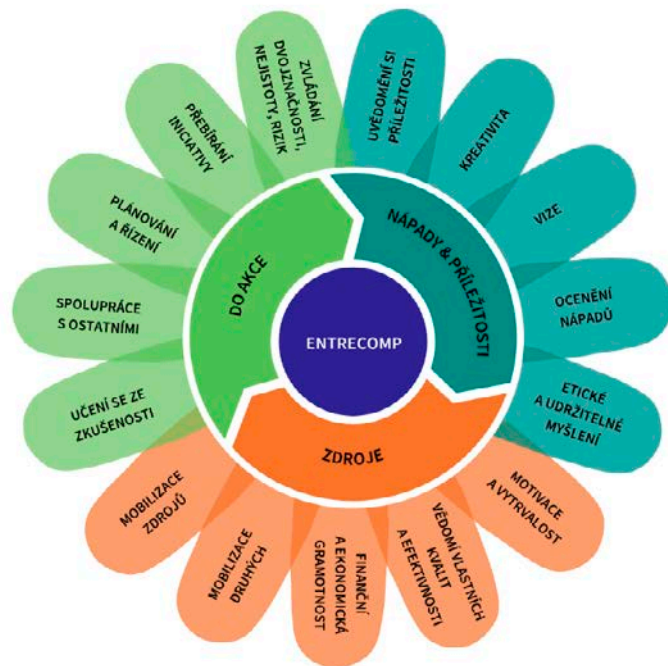 ENTRECOMP
NÁPADY & PŘÍLEŽITOSTI
ZDROJE
DO AKCE
UVĚDOMĚNÍ SI
PŘÍLEŽITOSTI
KREATIVITA
VIZE
OCENĚNÍ
NÁPADŮ
ETICKÉ
A UDRŽITELNÉ
MYŠLENÍ
MOTIVACE
A VYTRVALOST
VĚDOMÍ VLASTNÍCH
KVALIT
A EFEKTIVNOSTI
FINANČNÍ
A EKONOMICKÁ
GRAMOTNOST
MOBILIZACE
DRUHÝCH
MOBILIZACE
ZDROJŮ
UČENÍ SE ZE
ZKUŠENOSTI
SPOLUPRÁCE
S OSTATNÍMI
PLÁNOVÁNÍ
A ŘÍZENÍ
PŘEBÍRÁNÍ
INICIATIVY
ZVLÁDÁNÍ
DVOJZNAČNOSTI,
NEJISTOTY, RIZIK